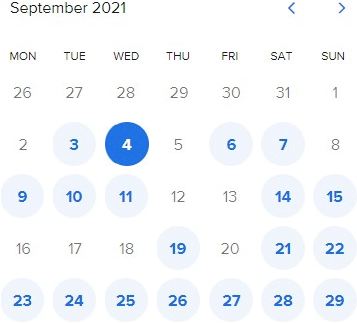 September 2021
MON TUE WED THU FRI SAT SUN
26 27 28 29 30 31 1
2 3 4 5 6 7 8
9 10 11 12 13 14 15
16 17 18 19 20 21 22
23 24 25 26 27 28 29